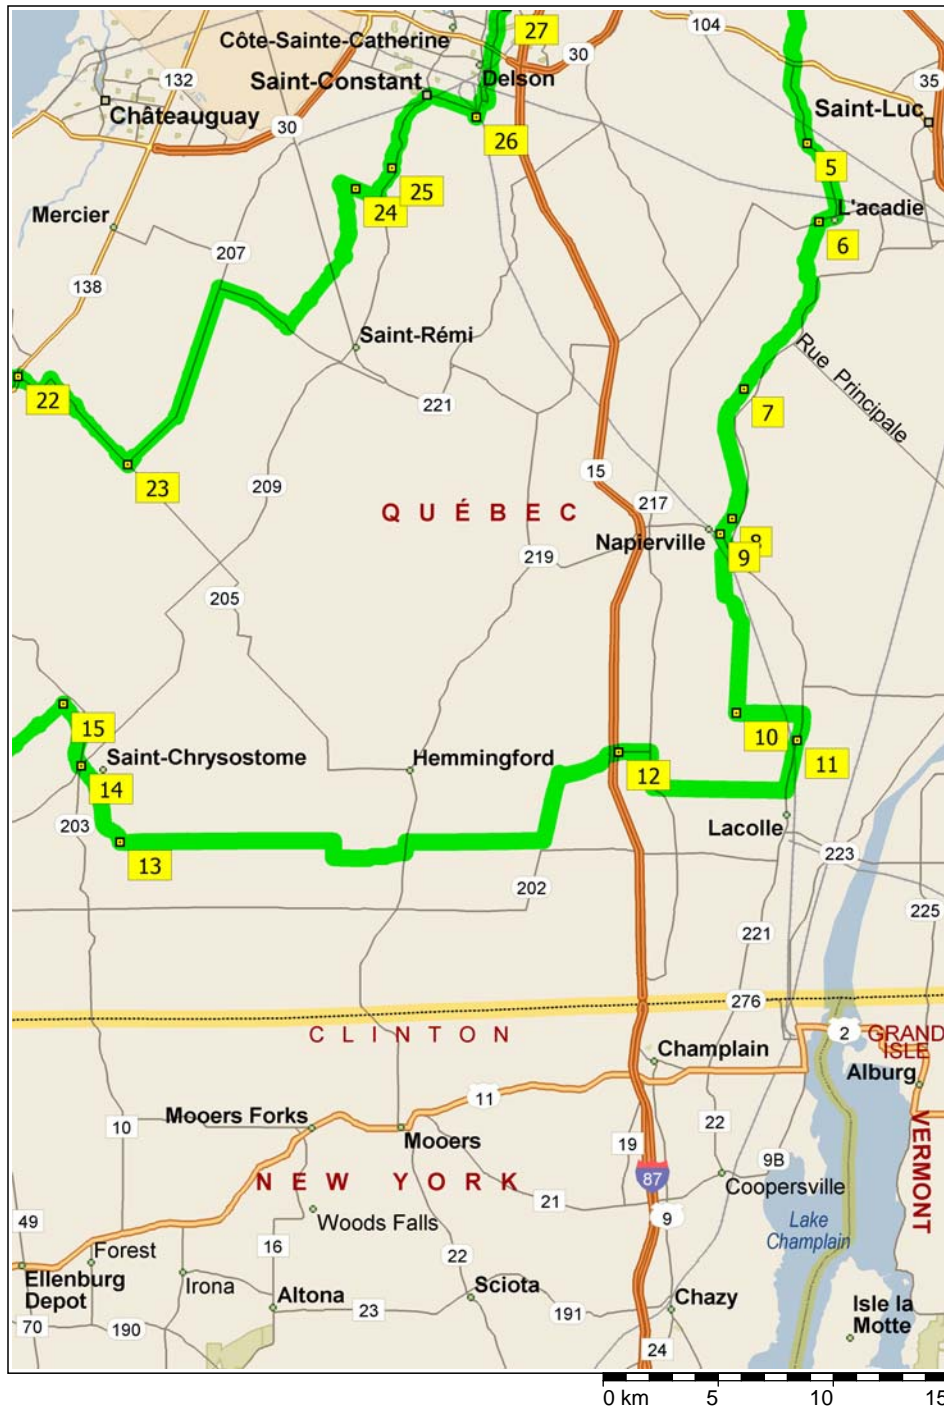 27
104
Côte-Sainte-Catherine
30
132
Saint-Constant
Delson
35
Châteauguay
Saint-Luc
30
26
5
25
Mercier
24
L'acadie
6
207
138
Saint-Rémi
Rue Principale
22
221
7
15
23
209
217
QUÉBEC
Napierville
8
9
219
205
15
10
Saint-Chrysostome
Hemmingford
11
14
12
203
Lacolle
13
223
202
225
221
276
CLINTON
2
GRAND
ISLE
Champlain
Alburg
11
Mooers Forks
10
Mooers
19
22
VERMONT
9B
NEW YORK
87
Coopersville
21
49
Woods Falls
9
Lake
Champlain
16
Forest
22
Ellenburg
Depot
Irona
Altona
Sciota
Chazy
23
191
Isle la
Motte
70
190
24
0 km
5
10
15